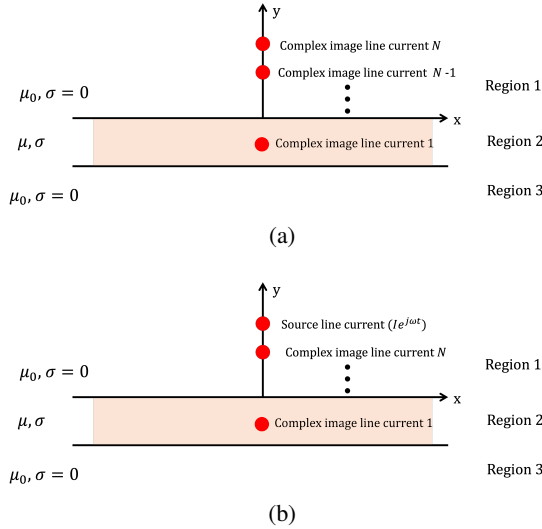 y
Complex image line current N
Complex image line current N -1
μ₀, σ = 0
Region 1
x
μ, σ
Complex image line current 1
Region 2
μ₀, σ = 0
Region 3
(a)
y
Source line current (Ie^{jωt})
Complex image line current N
Region 1
μ₀, σ = 0
x
μ, σ
Complex image line current 1
Region 2
μ₀, σ = 0
Region 3
(b)